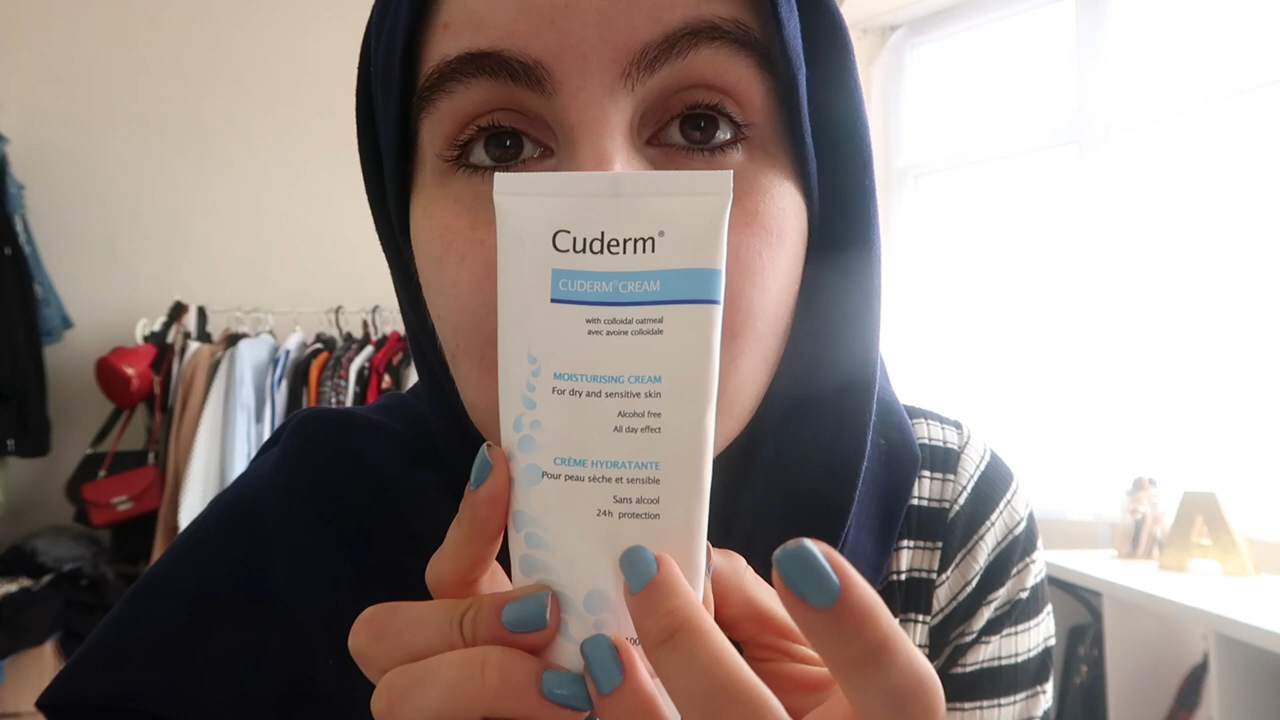 Cuderm®
CUDERM® CREAM
with colloidal oatmeal
avec avoine colloidale
MOISTURISING CREAM
For dry and sensitive skin
Alcohol free
All day effect
CRÈME HYDRATANTE
Pour peau sèche et sensible
Sans alcool
24h protection
A